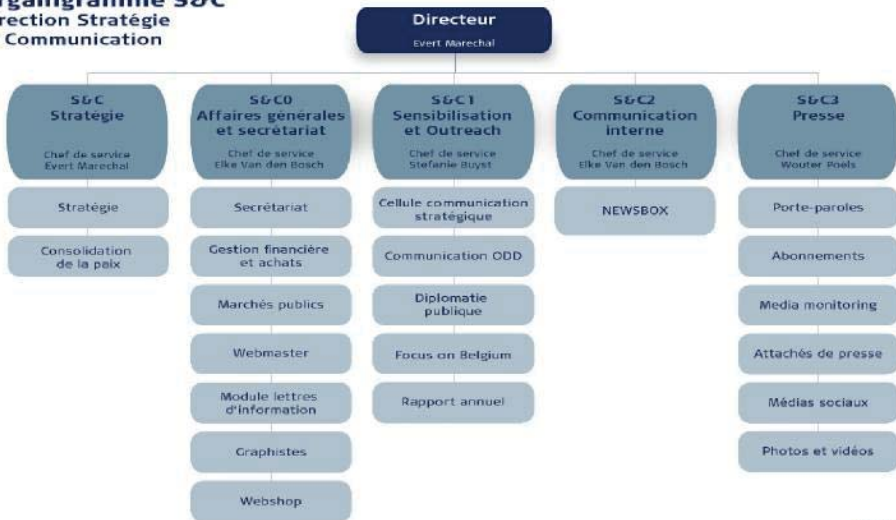 S&C
Direction Stratégie
Communication
Directeur
Evert Marechal
S&C
Stratégie
Chef de service
Evert Marechal
Stratégie
Consolidation
de la paix
S&C0
Affaires générales
et secrétariat
Chef de service
Elke Van den Bosch
Secrétariat
Gestion financière
et achats
Marchés publics
Webmaster
Module lettres
d'information
Graphistes
Webshop
S&C1
Sensibilisation
et Outreach
Chef de service
Stefanie Buyst
Cellule communication
stratégique
Communication ODD
Diplomatie
publique
Focus on Belgium
Rapport annuel
S&C2
Communication
interne
Chef de service
Elke Van den Bosch
NEWSBOX
S&C3
Presse
Chef de service
Wouter Poels
Porte-paroles
Abonnements
Media monitoring
Attachés de presse
Médias sociaux
Photos et vidéos